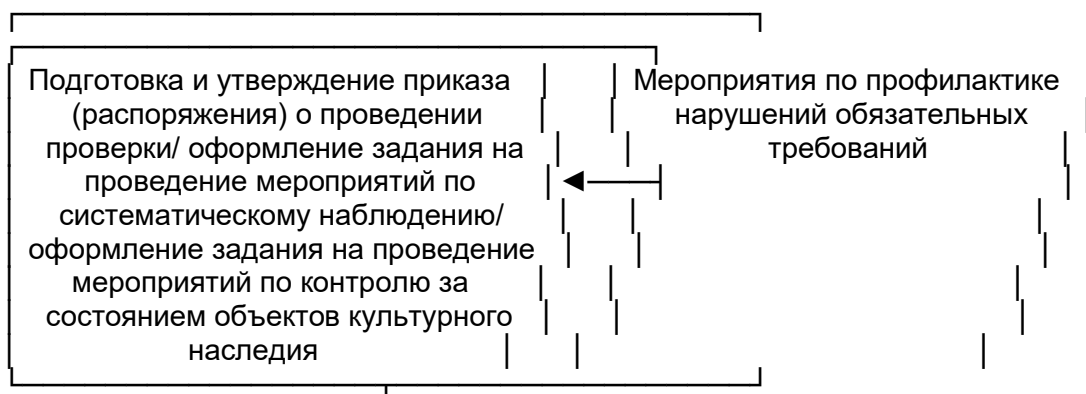 Подготовка и утверждение приказа
(распоряжения) о проведении
проверки/ оформление задания на
проведение мероприятий по
систематическому наблюдению/
оформление задания на проведение
мероприятий по контролю за
состоянием объектов культурного
наследия
Мероприятия по профилактике
нарушений обязательных
требований